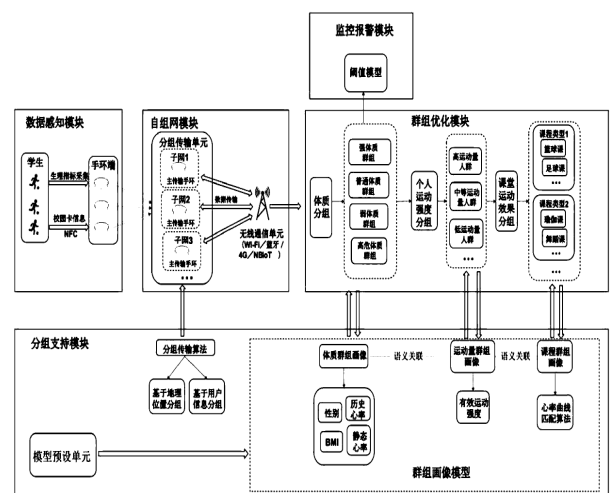 监控报警模块
阈值模型
数据感知模块
学生
手环端
生理指标采集
校园卡信息
NFC
自组网模块
分组传输单元
子网1
主传输手环
子网2
主传输手环
子网3
主传输手环
数据传输
无线通信单元
(Wi-Fi/蓝牙/
4G/NBIoT )
群组优化模块
体质
分组
强体质
群组
普通体质
群组
弱体质
群组
高危体质
群组
个人
运动
强度
分组
高运动量
人群
中等运动
量人群
低运动量
人群
课堂
运动
效果
分组
课程类型1
篮球课
足球课
课程类型2
瑜伽课
舞蹈课
分组支持模块
分组传输算法
基于地理
位置分组
基于用户
信息分组
模型预设单元
体质群组画像
语义关联
运动量群组
画像
语义关联
课程群组
画像
性别
历史
心率
BMI
静态
心率
有效运动
强度
心率曲线
匹配算法
群组画像模型